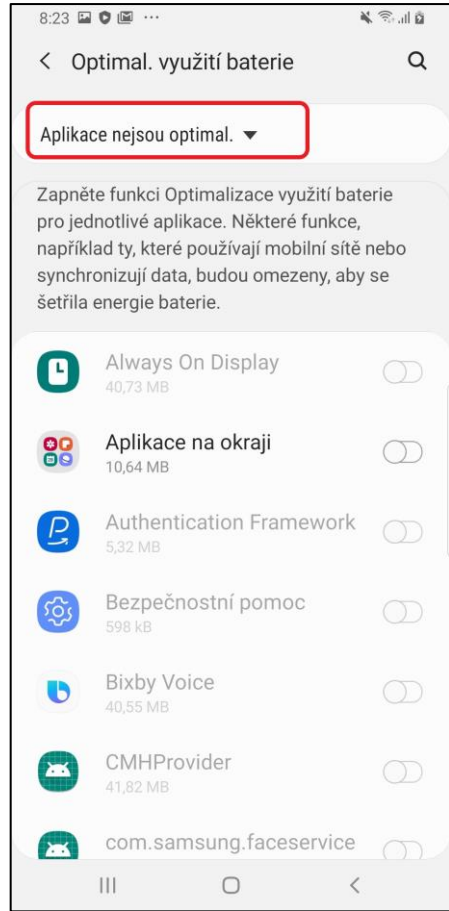 8:23
Optimal. využití baterie
Aplikace nejsou optimal.
Zapněte funkci Optimalizace využití baterie
pro jednotlivé aplikace. Některé funkce,
například ty, které používají mobilní sítě nebo
synchronizují data, budou omezeny, aby se
šetřila energie baterie.
Always On Display
40,73 MB
Aplikace na okraji
10,64 MB
Authentication Framework
5,32 MB
Bezpečnostní pomoc
598 kB
Bixby Voice
40,55 MB
CMHProvider
41,82 MB
com.samsung.faceservice